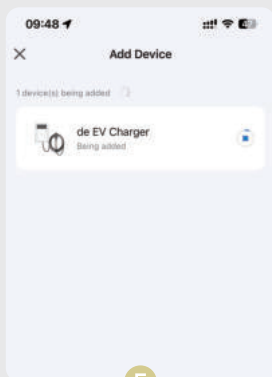 09:48
Add Device
1 device(s) being added
de EV Charger
Being added